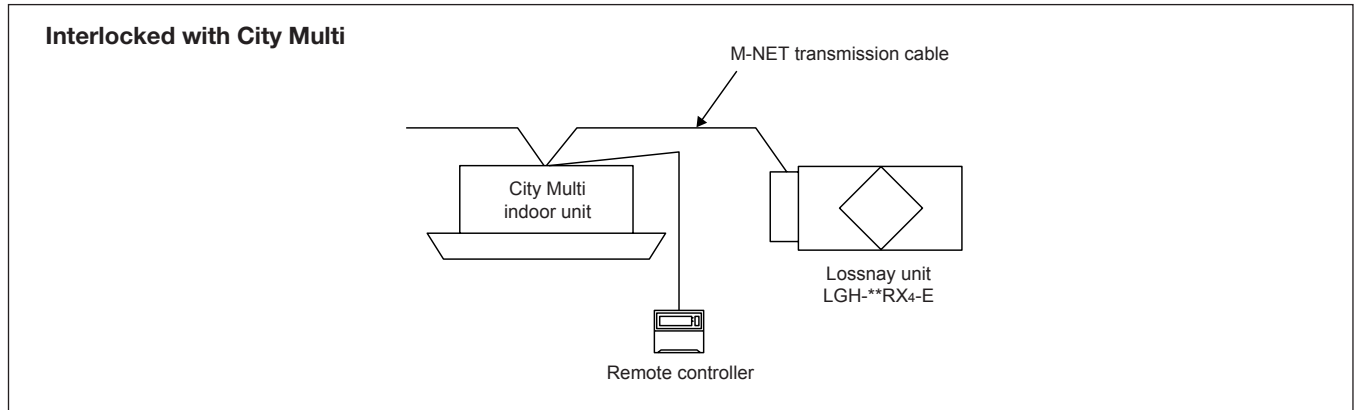 Interlocked with City Multi
M-NET transmission cable
City Multi
indoor unit
Lossnay unit
LGH-**RX4-E
Remote controller